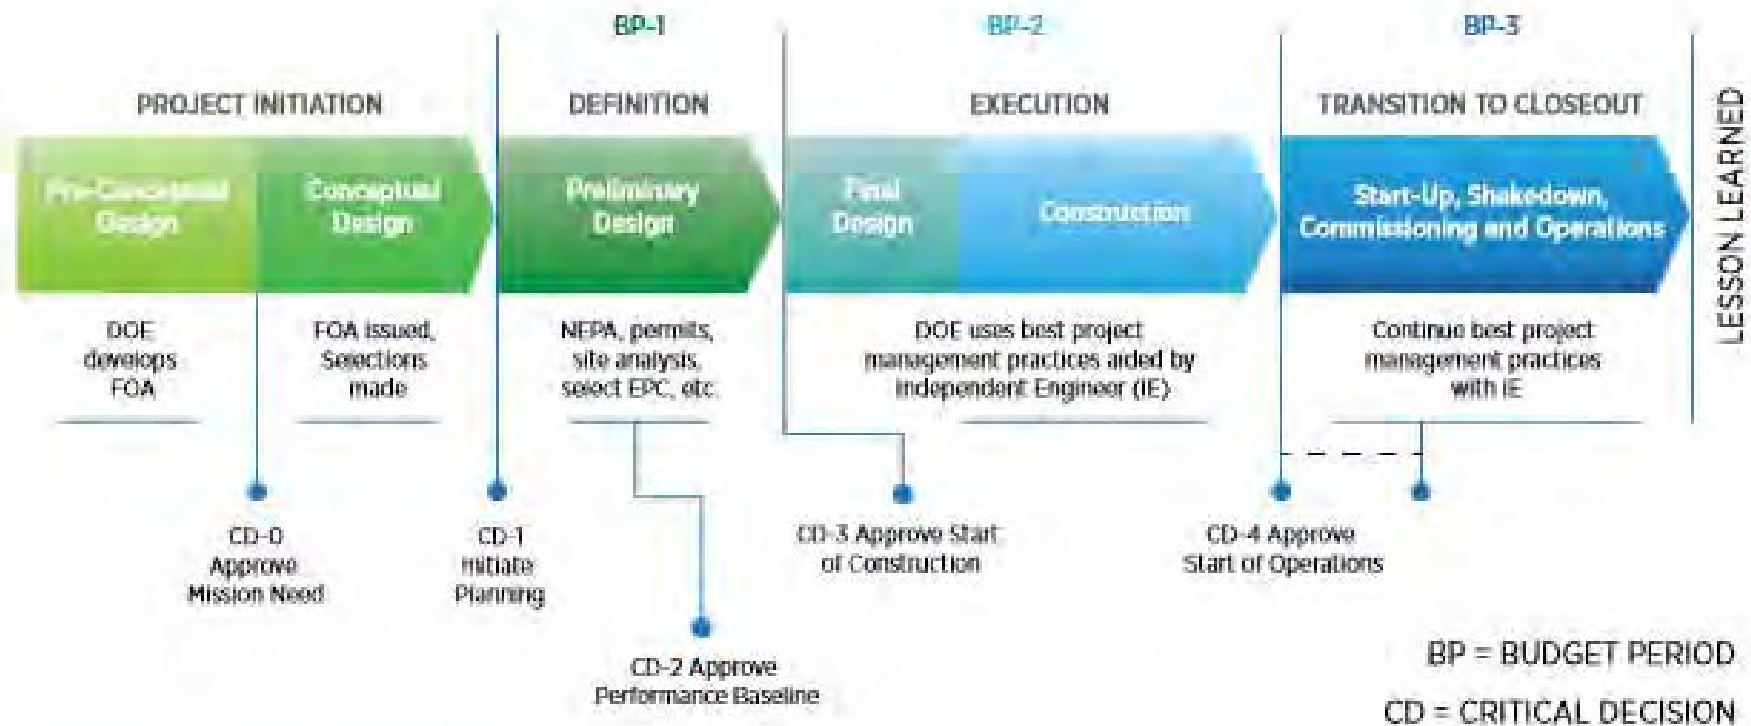 BP-1
BP-2
BP-3
PROJECT INITIATION
DEFINITION
EXECUTION
TRANSITION TO CLOSEOUT
Pre-Conceptual
Design
Conceptual
Design
Preliminary
Design
Final
Design
Construction
Start-Up, Shakedown,
Commissioning and Operations
LESSON LEARNED
DOE
develops
FOA
FOA issued,
Selections
made
NEPA, permits,
site analysis,
select EPC, etc.
DOE uses best project
management practices aided by
Independent Engineer (IE)
Continue best project
management practices
with IE
CD-0
Approve
Mission Need
CD-1
Initiate
Planning
CD-2 Approve
Performance Baseline
CD-3 Approve Start
of Construction
CD-4 Approve
Start of Operations
BP = BUDGET PERIOD
CD = CRITICAL DECISION